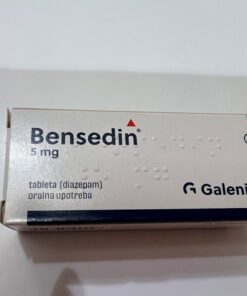 Bensedin®
5 mg
tableta (diazepam)
oralna upotreba
G Galeni